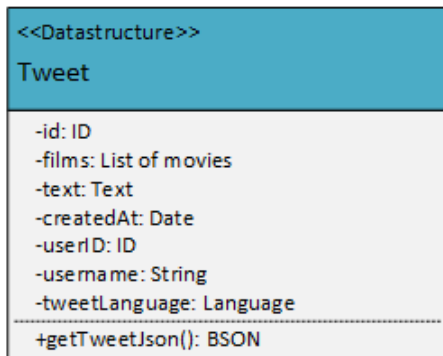 <<Datastructure>>
Tweet
-id: ID
-films: List of movies
-text: Text
-createdAt: Date
-userID: ID
-username: String
-tweetLanguage: Language
+getTweetJson(): BSON